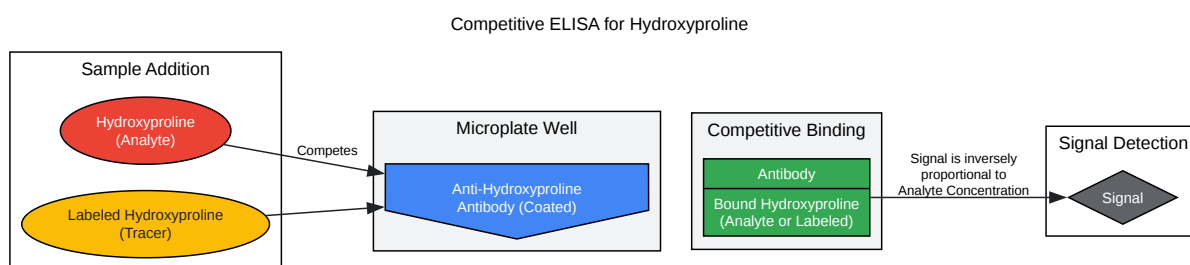 Competitive ELISA for Hydroxyproline
Sample Addition
Hydroxyproline
(Analyte)
Labeled Hydroxyproline
(Tracer)
Competes
Microplate Well
Anti-Hydroxyproline
Antibody (Coated)
Competitive Binding
Antibody
Bound Hydroxyproline
(Analyte or Labeled)
Signal is inversely
proportional to
Analyte Concentration
Signal Detection
Signal